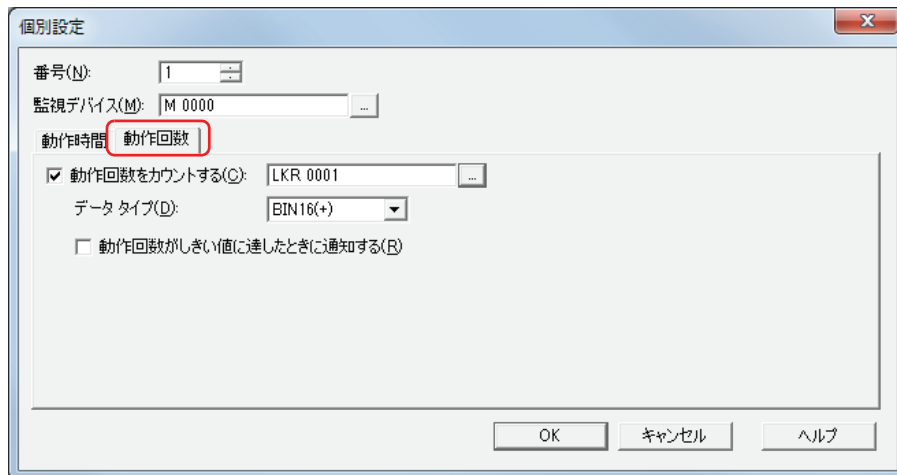 個別設定
番号(N): 1
監視デバイス(M): M 0000 ...
動作時間 動作回数
動作回数をカウントする(C): LKR 0001 ...
データ タイプ(D): BIN16(+)
動作回数がしきい値に達したときに通知する(R)
OK キャンセル ヘルプ